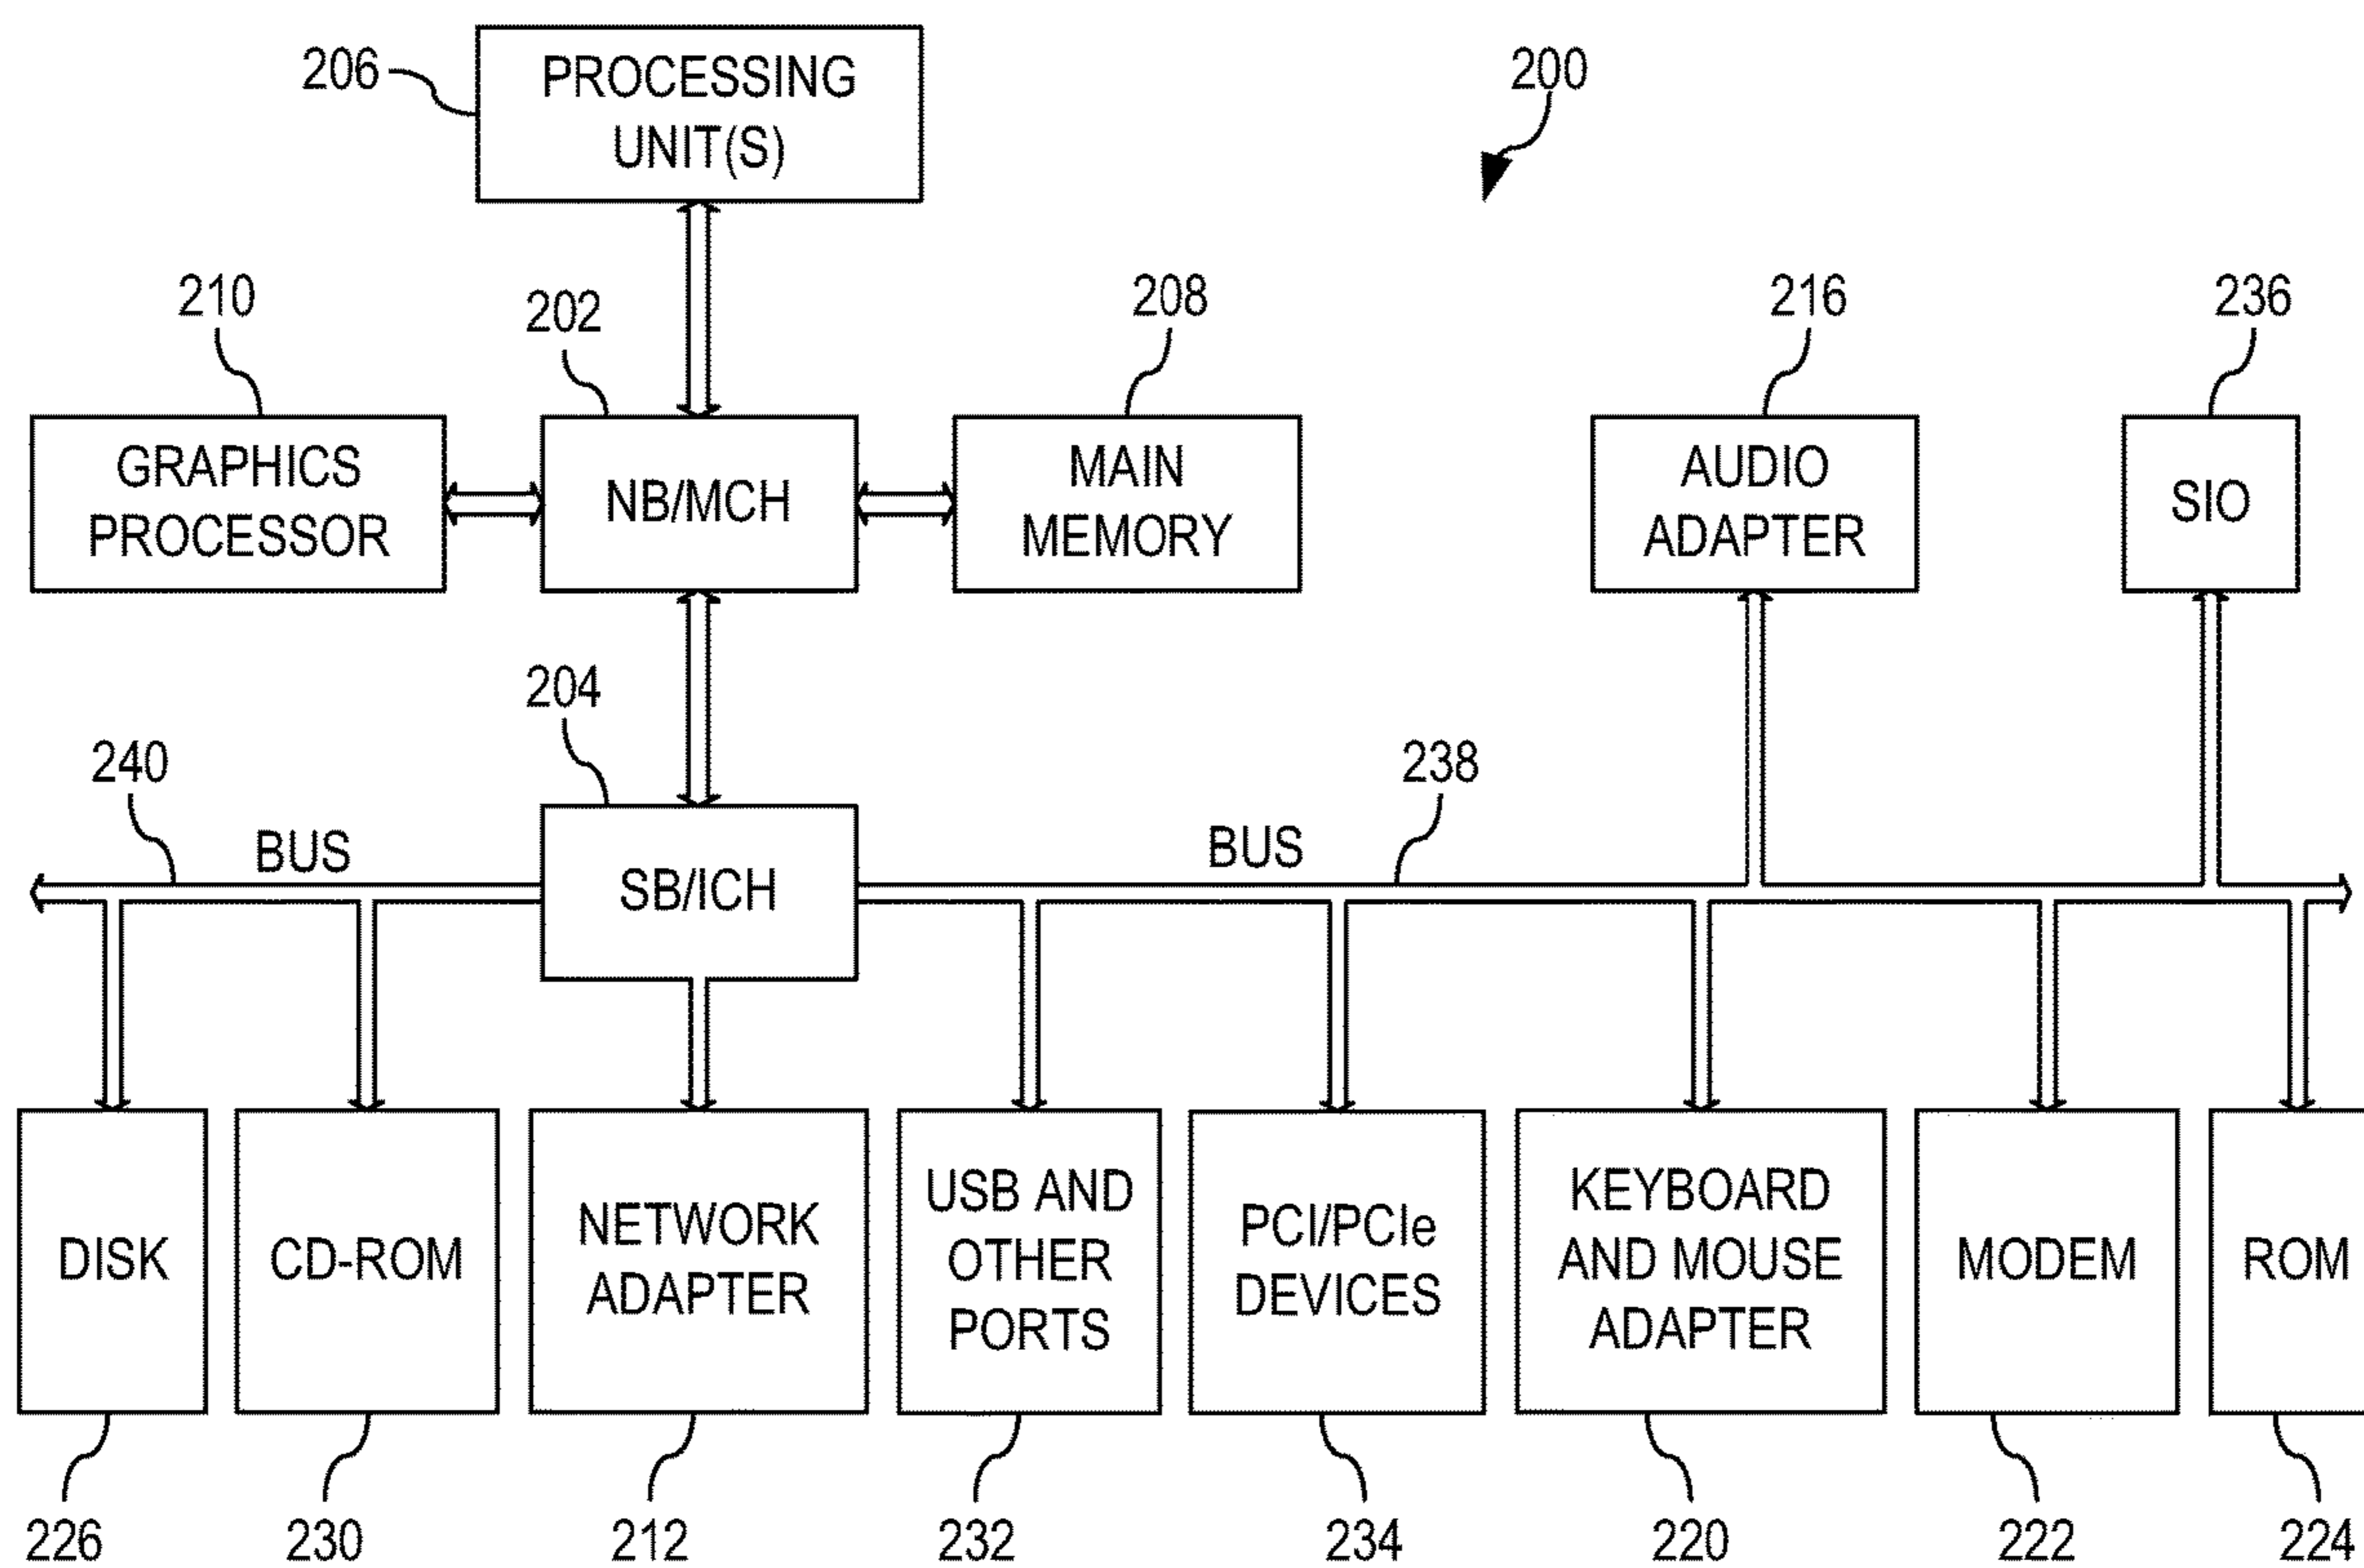 206
PROCESSING
UNIT(S)
200
210
202
208
216
236
GRAPHICS
PROCESSOR
NB/MCH
MAIN
MEMORY
AUDIO
ADAPTER
SIO
204
240
238
BUS
BUS
SB/ICH
DISK
CD-ROM
NETWORK
ADAPTER
USB AND
OTHER
PORTS
PCI/PCIe
DEVICES
KEYBOARD
AND MOUSE
ADAPTER
MODEM
ROM
226
230
212
232
234
220
222
224